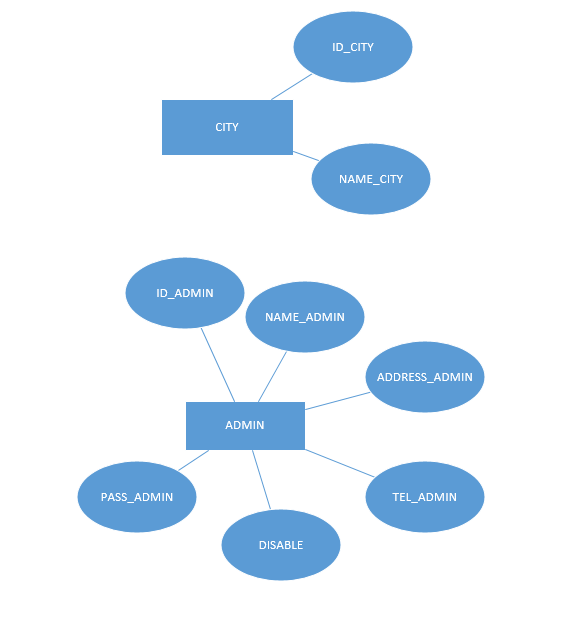 ID_CITY
CITY
NAME_CITY
ID_ADMIN
NAME_ADMIN
ADDRESS_ADMIN
ADMIN
PASS_ADMIN
TEL_ADMIN
DISABLE